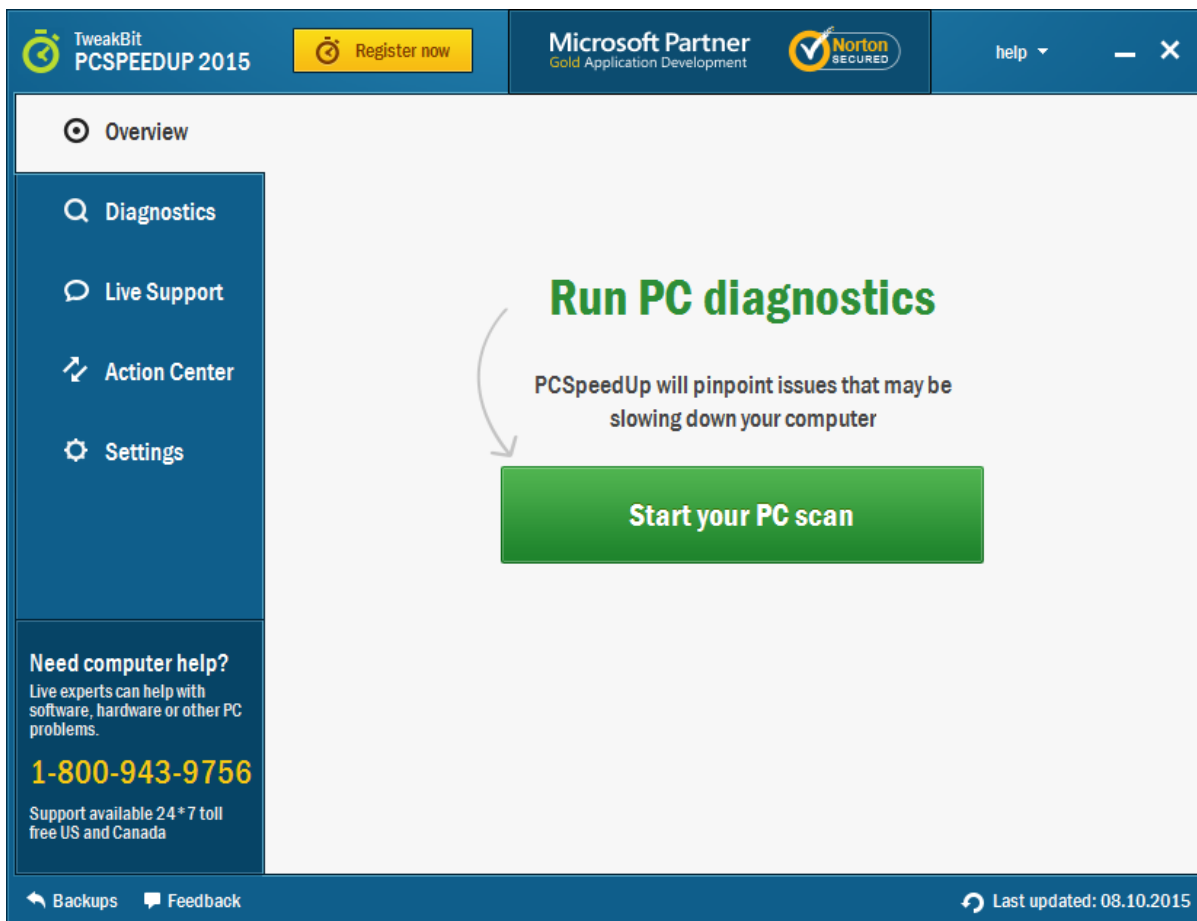 TweakBit
PCSPEEDUP 2015
Register now
Microsoft Partner
Gold Application Development
Norton
SECURED
help
Overview
Diagnostics
Live Support
Action Center
Settings
Run PC diagnostics
PCSpeedUp will pinpoint issues that may be
slowing down your computer
Start your PC scan
Need computer help?
Live experts can help with
software, hardware or other PC
problems.
1-800-943-9756
Support available 24*7 toll
free US and Canada
Backups
Feedback
Last updated: 08.10.2015